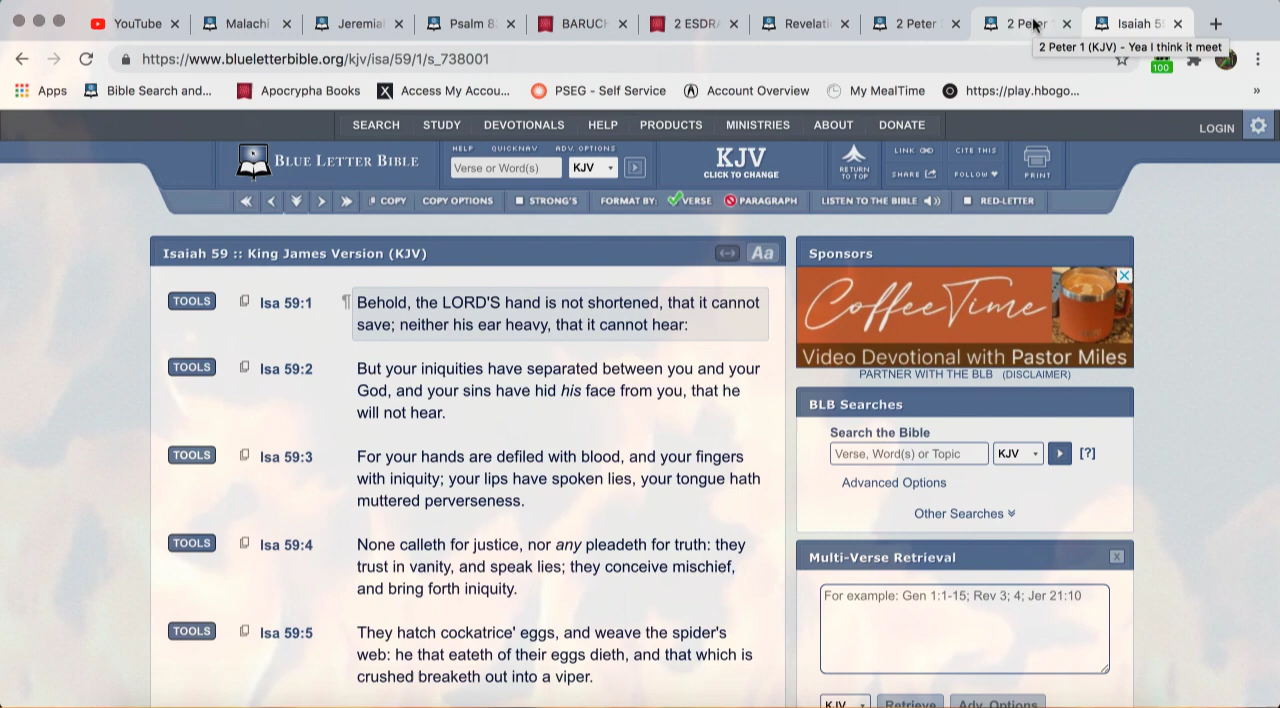 YouTube
Malachi
Jeremia
Psalm 8
BARUCH
2 ESDRA
Revelati
2 Peter
2 Peter
Isaiah 5
2 Peter 1 (KJV) - Yea I think it meet
https://www.blueletterbible.org/kjv/isa/59/1/s_738001
100
Apps
Bible Search and...
Apocrypha Books
Access My Accou...
PSEG - Self Service
Account Overview
My MealTime
https://play.hbogo...
»
SEARCH STUDY DEVOTIONALS HELP PRODUCTS MINISTRIES ABOUT DONATE
LOGIN
BLUE LETTER BIBLE
HELP QUICKNAV ADV. OPTIONS
Verse or Word(s) KJV
KJV
CLICK TO CHANGE
RETURN
TO TOP
LINK CITE THIS
SHARE FOLLOW
PRINT
COPY COPY OPTIONS STRONG'S FORMAT BY: VERSE PARAGRAPH LISTEN TO THE BIBLE RED-LETTER
Isaiah 59 :: King James Version (KJV)
Aa
TOOLS Isa 59:1 ¶ Behold, the LORD'S hand is not shortened, that it cannot
save; neither his ear heavy, that it cannot hear:
TOOLS Isa 59:2 But your iniquities have separated between you and your
God, and your sins have hid his face from you, that he
will not hear.
TOOLS Isa 59:3 For your hands are defiled with blood, and your fingers
with iniquity; your lips have spoken lies, your tongue hath
muttered perverseness.
TOOLS Isa 59:4 None calleth for justice, nor any pleadeth for truth: they
trust in vanity, and speak lies; they conceive mischief,
and bring forth iniquity.
TOOLS Isa 59:5 They hatch cockatrice' eggs, and weave the spider's
web: he that eateth of their eggs dieth, and that which is
crushed breaketh out into a viper.
Sponsors
CoffeeTime
Video Devotional with Pastor Miles
PARTNER WITH THE BLB (DISCLAIMER)
BLB Searches
Search the Bible
Verse, Word(s) or Topic KJV [?]
Advanced Options
Other Searches
Multi-Verse Retrieval
X
For example: Gen 1:1-15; Rev 3; 4; Jer 21:10
KJV Retrieve Adv. Options